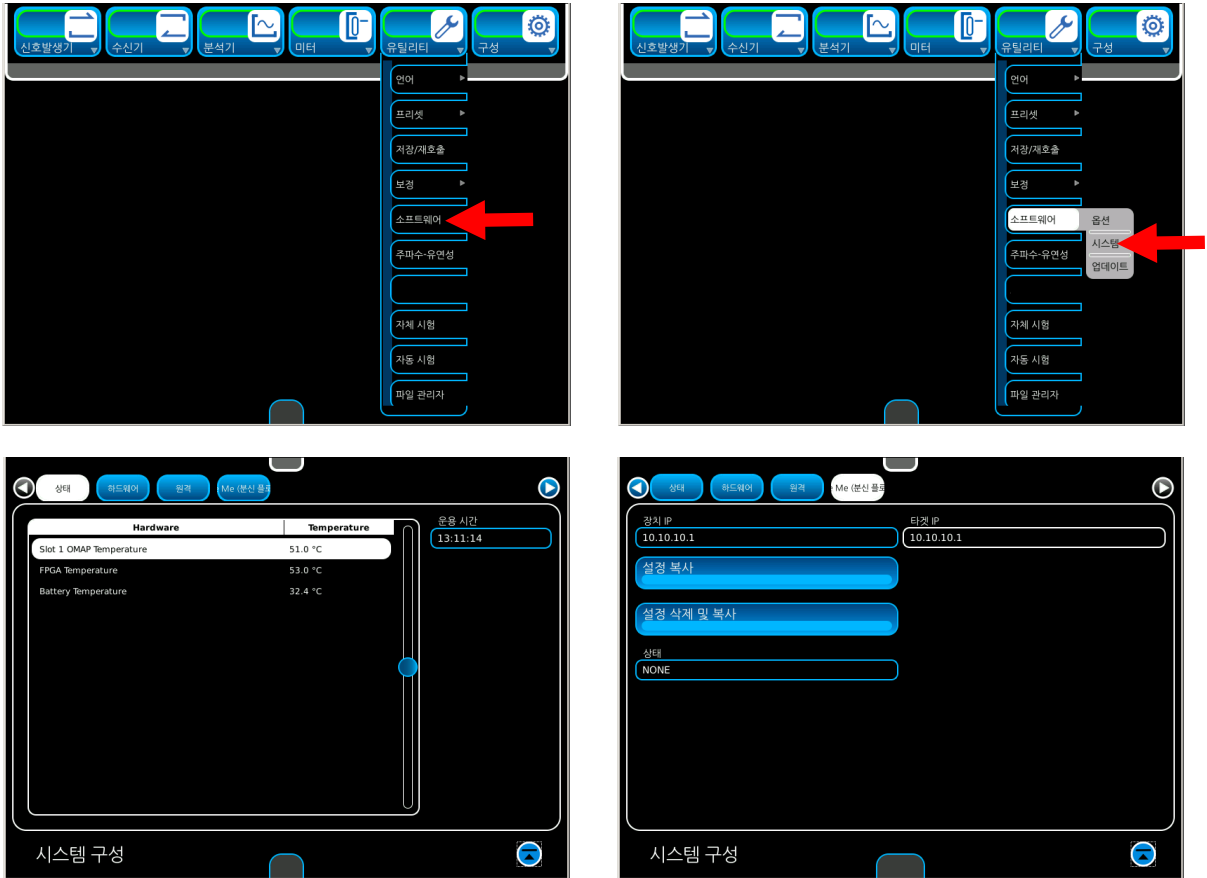 신호발생기
수신기
분석기
미터
유틸리티
구성
언어
프리셋
저장/재호출
보정
소프트웨어
주파수-유연성
자체 시험
자동 시험
파일 관리자
신호발생기
수신기
분석기
미터
유틸리티
구성
언어
프리셋
저장/재호출
보정
소프트웨어
옵션
시스템
업데이트
주파수-유연성
자체 시험
자동 시험
파일 관리자
상태
하드웨어
원격
Me (분신 플로
Hardware
Temperature
Slot 1 OMAP Temperature
51.0 °C
FPGA Temperature
53.0 °C
Battery Temperature
32.4 °C
운용 시간
13:11:14
시스템 구성
상태
하드웨어
원격
Me (분신 플로
장치 IP
10.10.10.1
타겟 IP
10.10.10.1
설정 복사
설정 삭제 및 복사
상태
NONE
시스템 구성